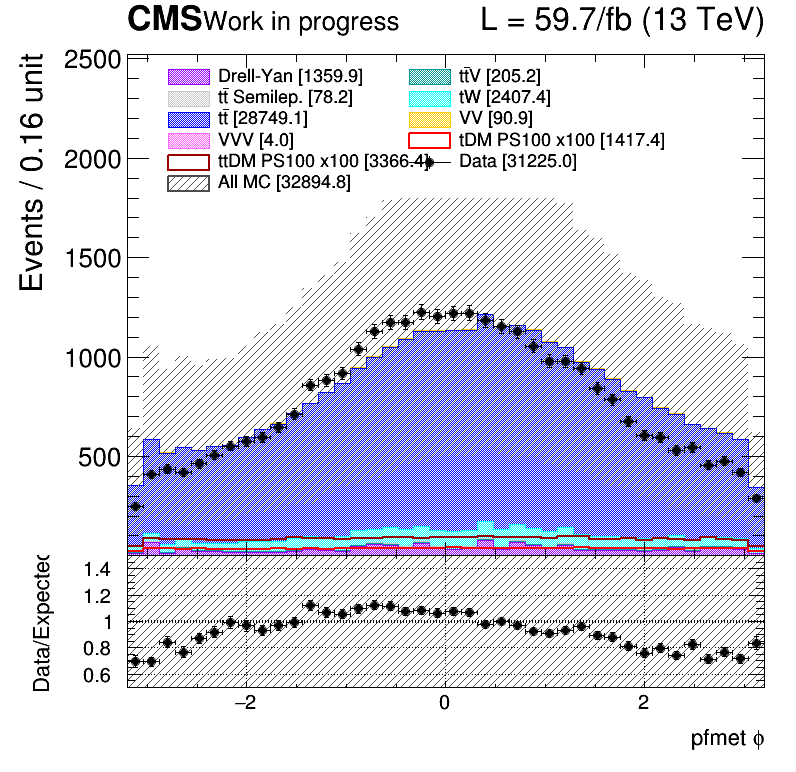 CMS Work in progress L = 59.7/fb (13 TeV)
Events / 0.16 unit
2500
2000
1500
1000
500
Drell-Yan [1359.9] tt̄V [205.2]
tt̄ Semilep. [78.2] tW [2407.4]
tt̄ [28749.1] VV [90.9]
VVV [4.0] tDM PS100 x100 [1417.4]
ttDM PS100 x100 [3366.4] Data [31225.0]
All MC [32894.8]
Data/Expected
1.4
1.2
1
0.8
0.6
−2 0 2
pfmet ϕ